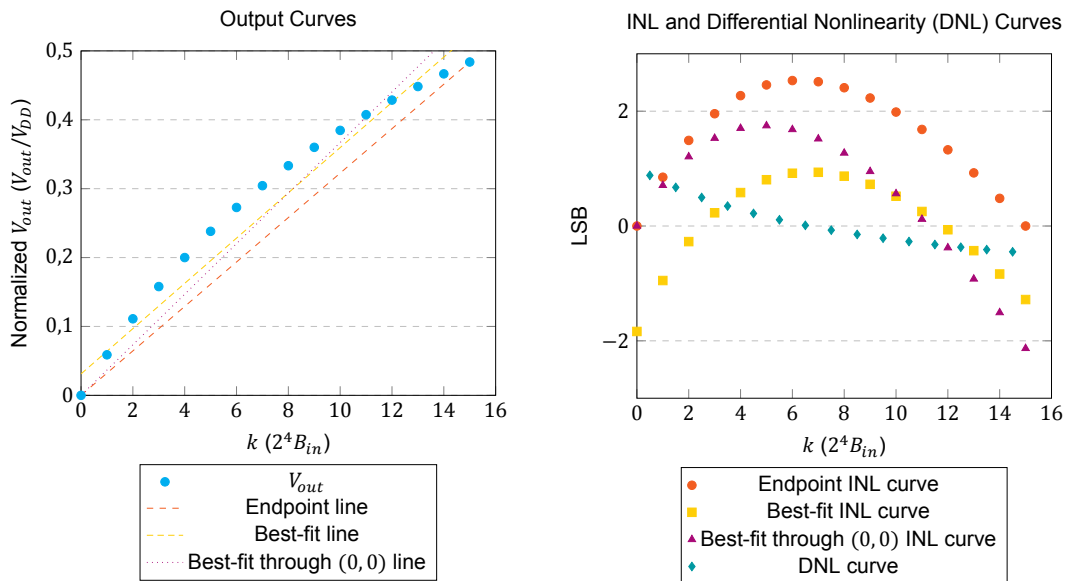 Output Curves
Normalized V_out (V_out/V_DD)
0,5
0,4
0,3
0,2
0,1
0
0 2 4 6 8 10 12 14 16
k (2^4 B_in)
V_out
Endpoint line
Best-fit line
Best-fit through (0, 0) line
INL and Differential Nonlinearity (DNL) Curves
LSB
2
0
−2
0 2 4 6 8 10 12 14 16
k (2^4 B_in)
Endpoint INL curve
Best-fit INL curve
Best-fit through (0, 0) INL curve
DNL curve